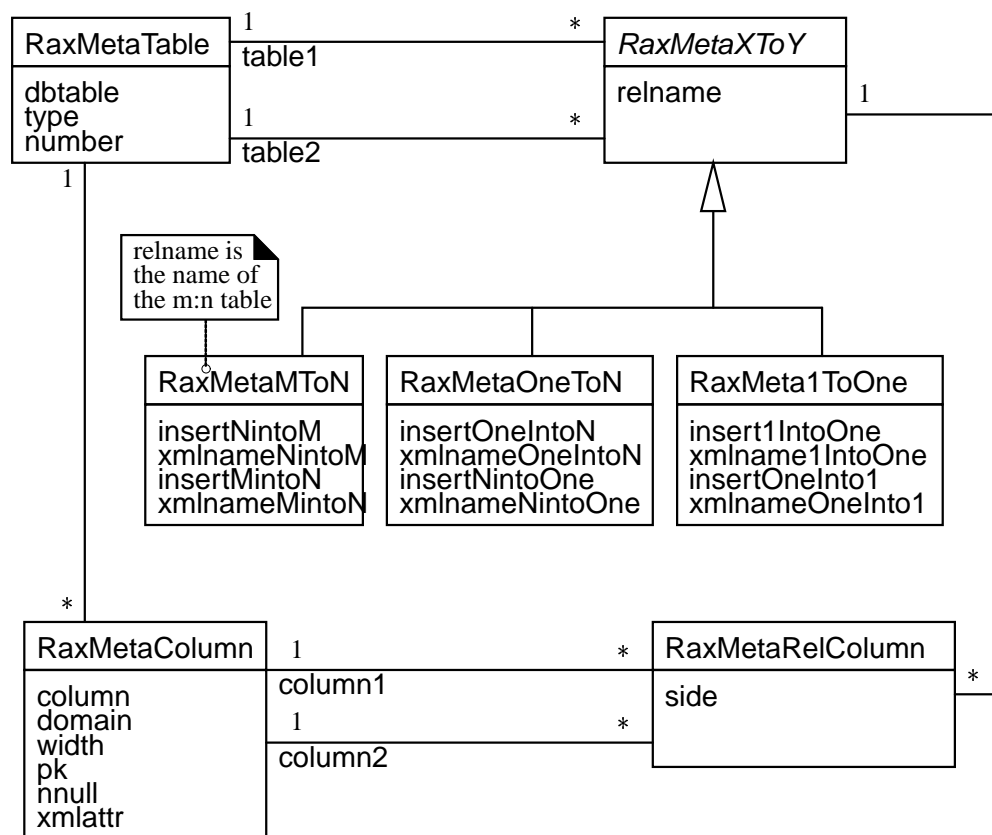 RaxMetaTable
dbtable
type
number
1
*
table1
1
*
table2
RaxMetaXToY
relname
1
1
relname is
the name of
the m:n table
RaxMetaMToN
insertNintoM
xmlnameNintoM
insertMintoN
xmlnameMintoN
RaxMetaOneToN
insertOneIntoN
xmlnameOneIntoN
insertNintoOne
xmlnameNintoOne
RaxMeta1ToOne
insert1IntoOne
xmlname1IntoOne
insertOneInto1
xmlnameOneInto1
*
RaxMetaColumn
column
domain
width
pk
nnull
xmlattr
1
*
column1
1
*
column2
RaxMetaRelColumn
side
*